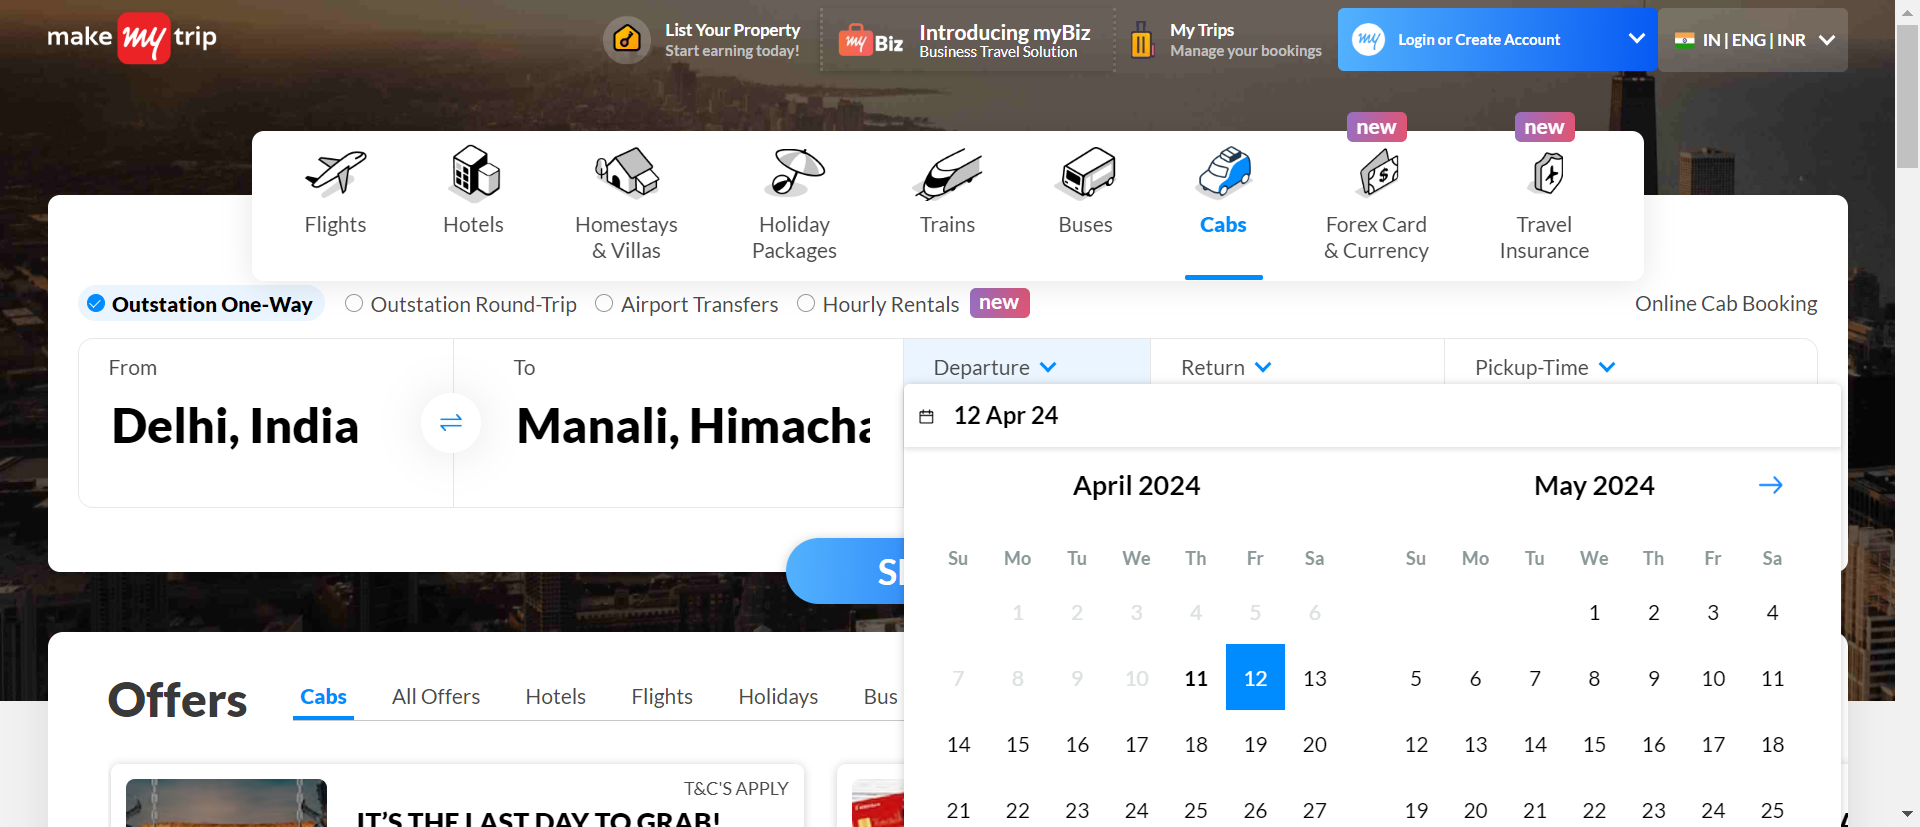 make my trip
List Your Property
Start earning today!
my Biz
Introducing myBiz
Business Travel Solution
My Trips
Manage your bookings
my
Login or Create Account
IN | ENG | INR
new
new
Flights
Hotels
Homestays
& Villas
Holiday
Packages
Trains
Buses
Cabs
Forex Card
& Currency
Travel
Insurance
Outstation One-Way
Outstation Round-Trip
Airport Transfers
Hourly Rentals
new
Online Cab Booking
From
Delhi, India
To
Manali, Himacha
Departure
Return
Pickup-Time
12 Apr 24
April 2024
Su Mo Tu We Th Fr Sa
1 2 3 4 5 6
7 8 9 10 11 12 13
14 15 16 17 18 19 20
21 22 23 24 25 26 27
May 2024
Su Mo Tu We Th Fr Sa
1 2 3 4
5 6 7 8 9 10 11
12 13 14 15 16 17 18
19 20 21 22 23 24 25
Offers
Cabs
All Offers
Hotels
Flights
Holidays
Bus
T&C'S APPLY
IT'S THE LAST DAY TO GRAB!